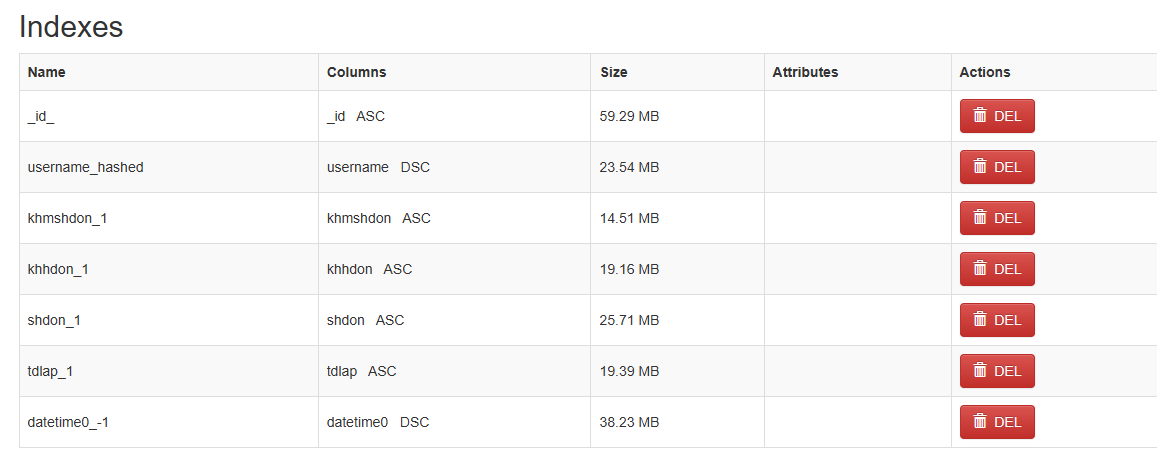 Indexes
Name Columns Size Attributes Actions
_id_ _id ASC 59.29 MB DEL
username_hashed username DSC 23.54 MB DEL
khmshdon_1 khmshdon ASC 14.51 MB DEL
khhdon_1 khhdon ASC 19.16 MB DEL
shdon_1 shdon ASC 25.71 MB DEL
tdlap_1 tdlap ASC 19.39 MB DEL
datetime0_-1 datetime0 DSC 38.23 MB DEL